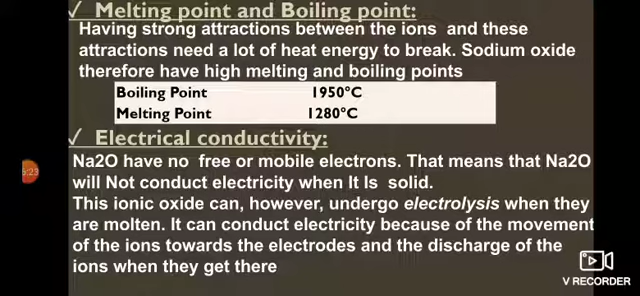 ✓ Melting point and Boiling point:
Having strong attractions between the ions and these
attractions need a lot of heat energy to break. Sodium oxide
therefore have high melting and boiling points
Boiling Point 1950°C
Melting Point 1280°C
✓ Electrical conductivity:
Na2O have no free or mobile electrons. That means that Na2O
will Not conduct electricity when It Is solid.
This ionic oxide can, however, undergo electrolysis when they
are molten. It can conduct electricity because of the movement
of the ions towards the electrodes and the discharge of the
ions when they get there
V RECORDER